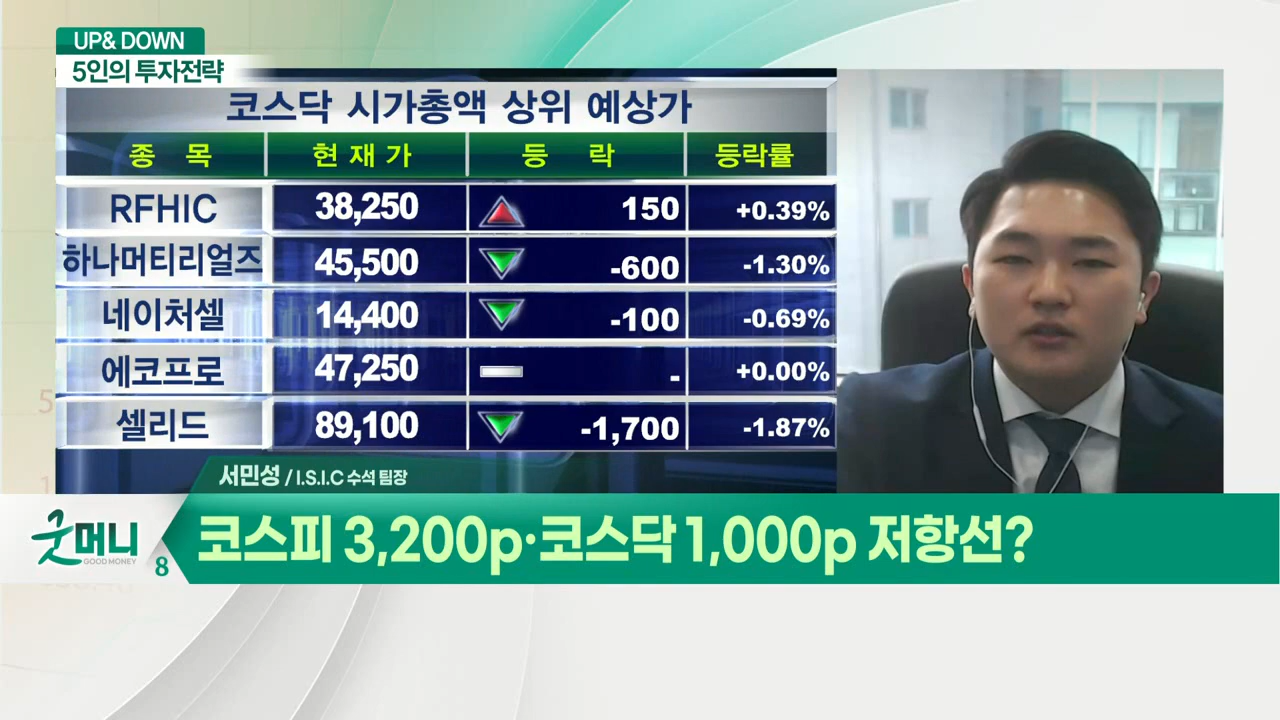 UP& DOWN
5인의 투자전략
코스닥 시가총액 상위 예상가
종 목 현재가 등 락 등락률
RFHIC 38,250 150 +0.39%
하나머티리얼즈 45,500 -600 -1.30%
네이처셀 14,400 -100 -0.69%
에코프로 47,250 - +0.00%
셀리드 89,100 -1,700 -1.87%
서민성 / I.S.I.C 수석 팀장
굿머니
GOOD MONEY
8
코스피 3,200p·코스닥 1,000p 저항선?